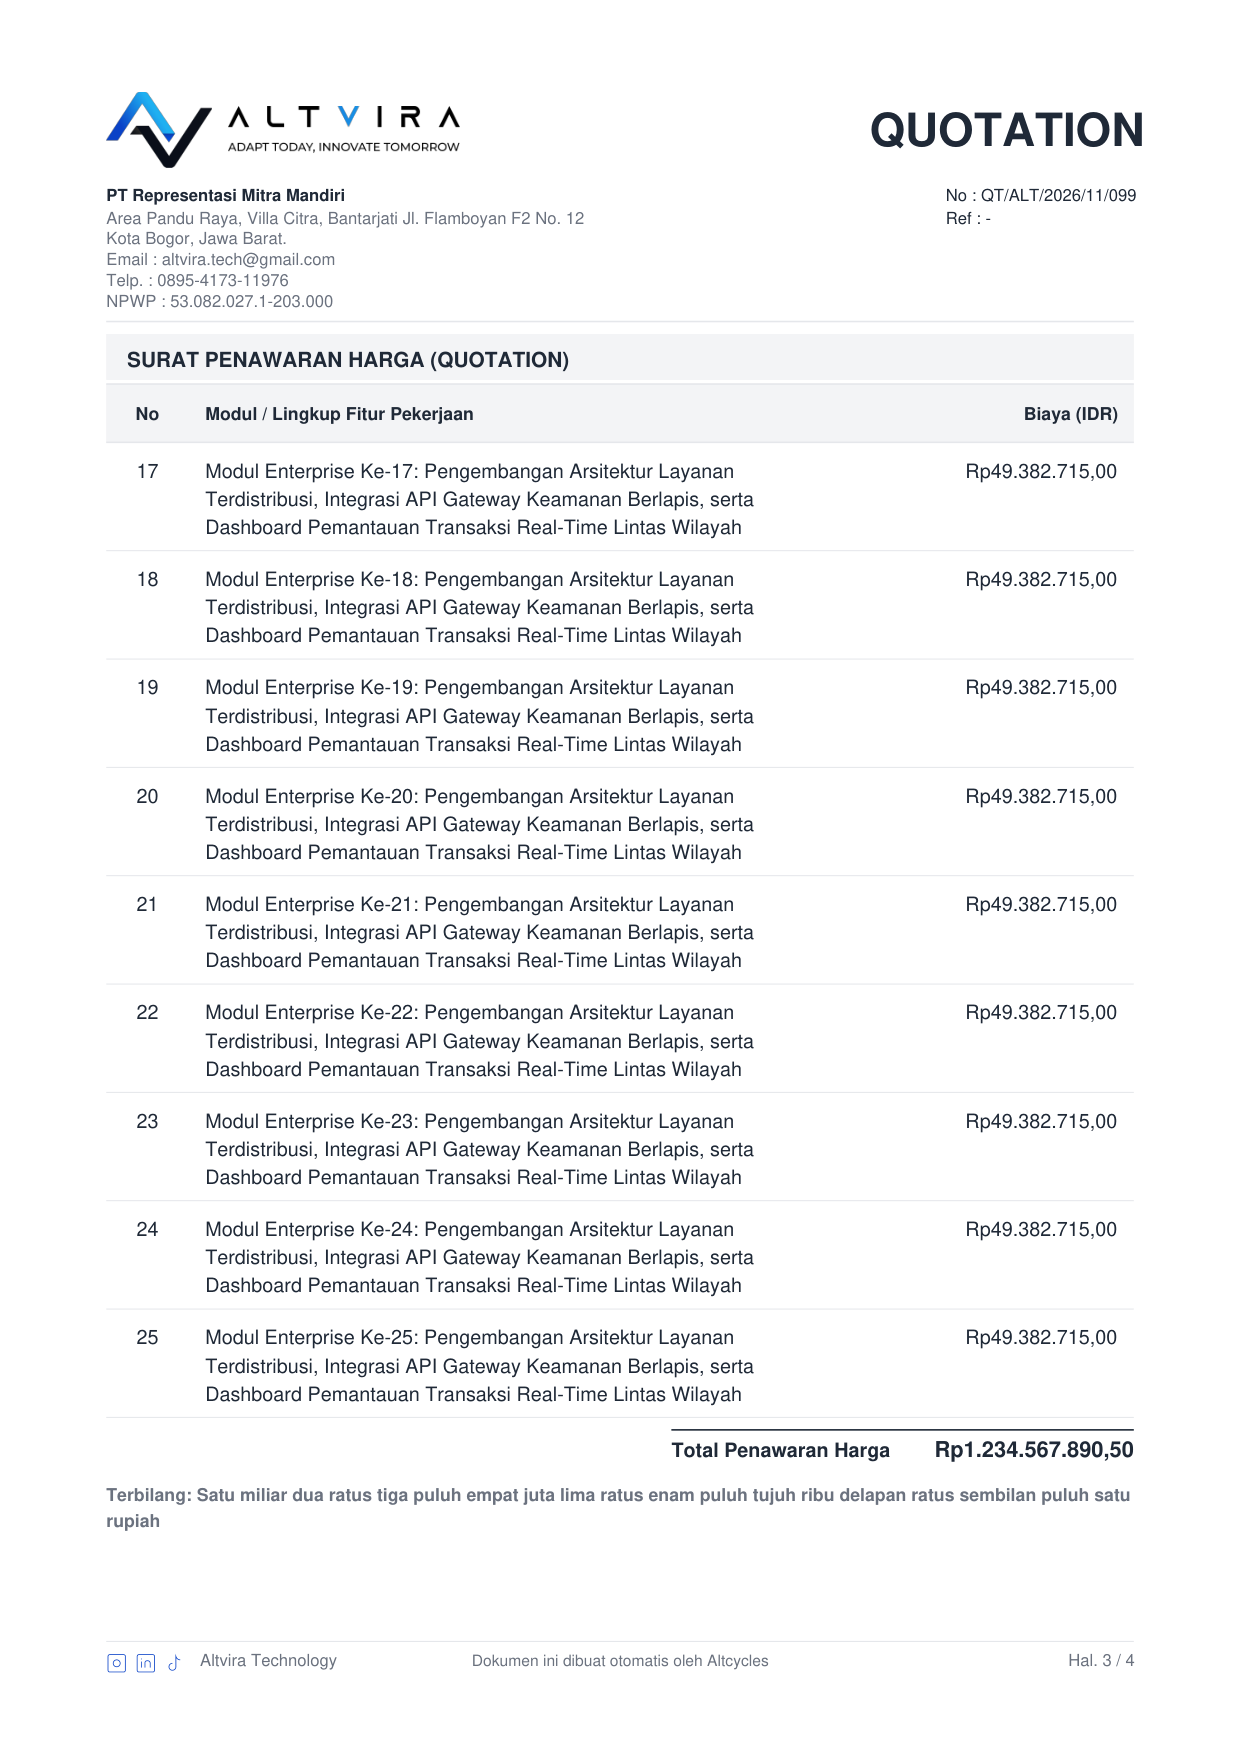 ALTVIRA
ADAPT TODAY, INNOVATE TOMORROW
QUOTATION
PT Representasi Mitra Mandiri
Area Pandu Raya, Villa Citra, Bantarjati Jl. Flamboyan F2 No. 12
Kota Bogor, Jawa Barat.
Email : altvira.tech@gmail.com
Telp. : 0895-4173-11976
NPWP : 53.082.027.1-203.000
No : QT/ALT/2026/11/099
Ref : -
SURAT PENAWARAN HARGA (QUOTATION)
No Modul / Lingkup Fitur Pekerjaan Biaya (IDR)
17 Modul Enterprise Ke-17: Pengembangan Arsitektur Layanan Rp49.382.715,00
Terdistribusi, Integrasi API Gateway Keamanan Berlapis, serta
Dashboard Pemantauan Transaksi Real-Time Lintas Wilayah
18 Modul Enterprise Ke-18: Pengembangan Arsitektur Layanan Rp49.382.715,00
Terdistribusi, Integrasi API Gateway Keamanan Berlapis, serta
Dashboard Pemantauan Transaksi Real-Time Lintas Wilayah
19 Modul Enterprise Ke-19: Pengembangan Arsitektur Layanan Rp49.382.715,00
Terdistribusi, Integrasi API Gateway Keamanan Berlapis, serta
Dashboard Pemantauan Transaksi Real-Time Lintas Wilayah
20 Modul Enterprise Ke-20: Pengembangan Arsitektur Layanan Rp49.382.715,00
Terdistribusi, Integrasi API Gateway Keamanan Berlapis, serta
Dashboard Pemantauan Transaksi Real-Time Lintas Wilayah
21 Modul Enterprise Ke-21: Pengembangan Arsitektur Layanan Rp49.382.715,00
Terdistribusi, Integrasi API Gateway Keamanan Berlapis, serta
Dashboard Pemantauan Transaksi Real-Time Lintas Wilayah
22 Modul Enterprise Ke-22: Pengembangan Arsitektur Layanan Rp49.382.715,00
Terdistribusi, Integrasi API Gateway Keamanan Berlapis, serta
Dashboard Pemantauan Transaksi Real-Time Lintas Wilayah
23 Modul Enterprise Ke-23: Pengembangan Arsitektur Layanan Rp49.382.715,00
Terdistribusi, Integrasi API Gateway Keamanan Berlapis, serta
Dashboard Pemantauan Transaksi Real-Time Lintas Wilayah
24 Modul Enterprise Ke-24: Pengembangan Arsitektur Layanan Rp49.382.715,00
Terdistribusi, Integrasi API Gateway Keamanan Berlapis, serta
Dashboard Pemantauan Transaksi Real-Time Lintas Wilayah
25 Modul Enterprise Ke-25: Pengembangan Arsitektur Layanan Rp49.382.715,00
Terdistribusi, Integrasi API Gateway Keamanan Berlapis, serta
Dashboard Pemantauan Transaksi Real-Time Lintas Wilayah
Total Penawaran Harga Rp1.234.567.890,50
Terbilang: Satu miliar dua ratus tiga puluh empat juta lima ratus enam puluh tujuh ribu delapan ratus sembilan puluh satu
rupiah
in Altvira Technology Dokumen ini dibuat otomatis oleh Altcycles Hal. 3 / 4